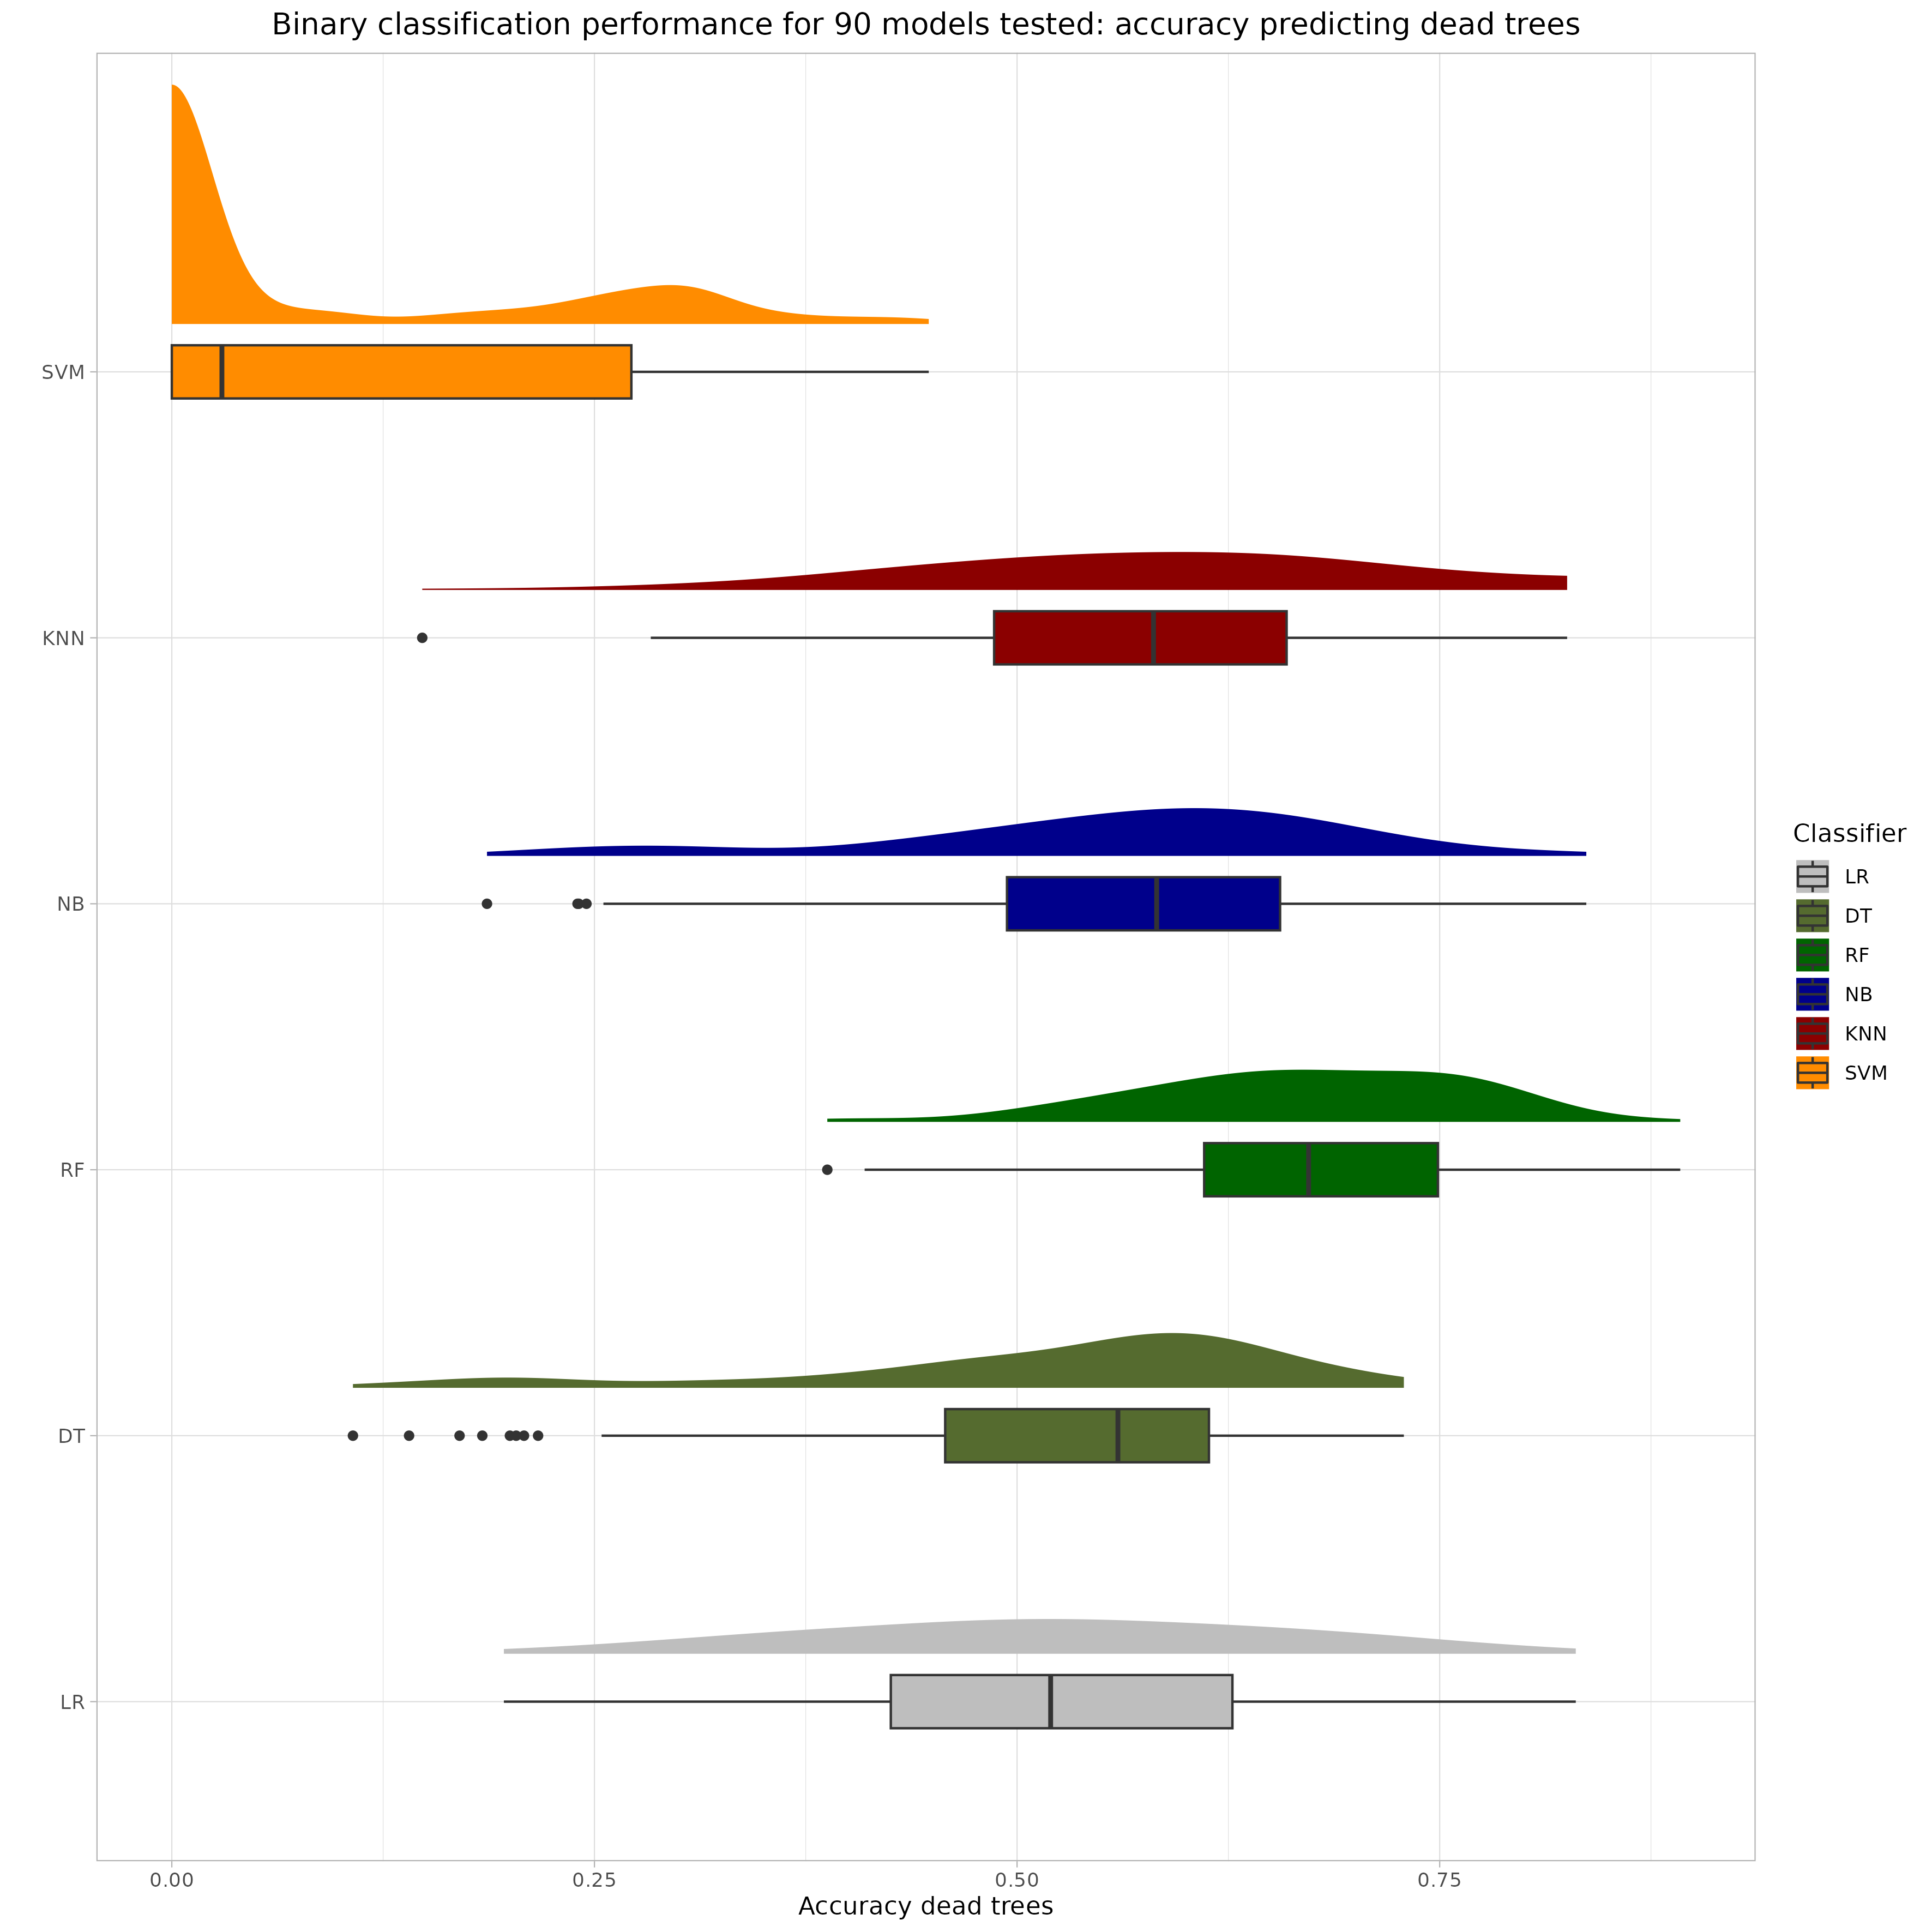 Binary classification performance for 90 models tested: accuracy predicting dead trees
SVM
KNN
NB
RF
DT
LR
0.00
0.25
0.50
0.75
Accuracy dead trees
Classifier
LR
DT
RF
NB
KNN
SVM